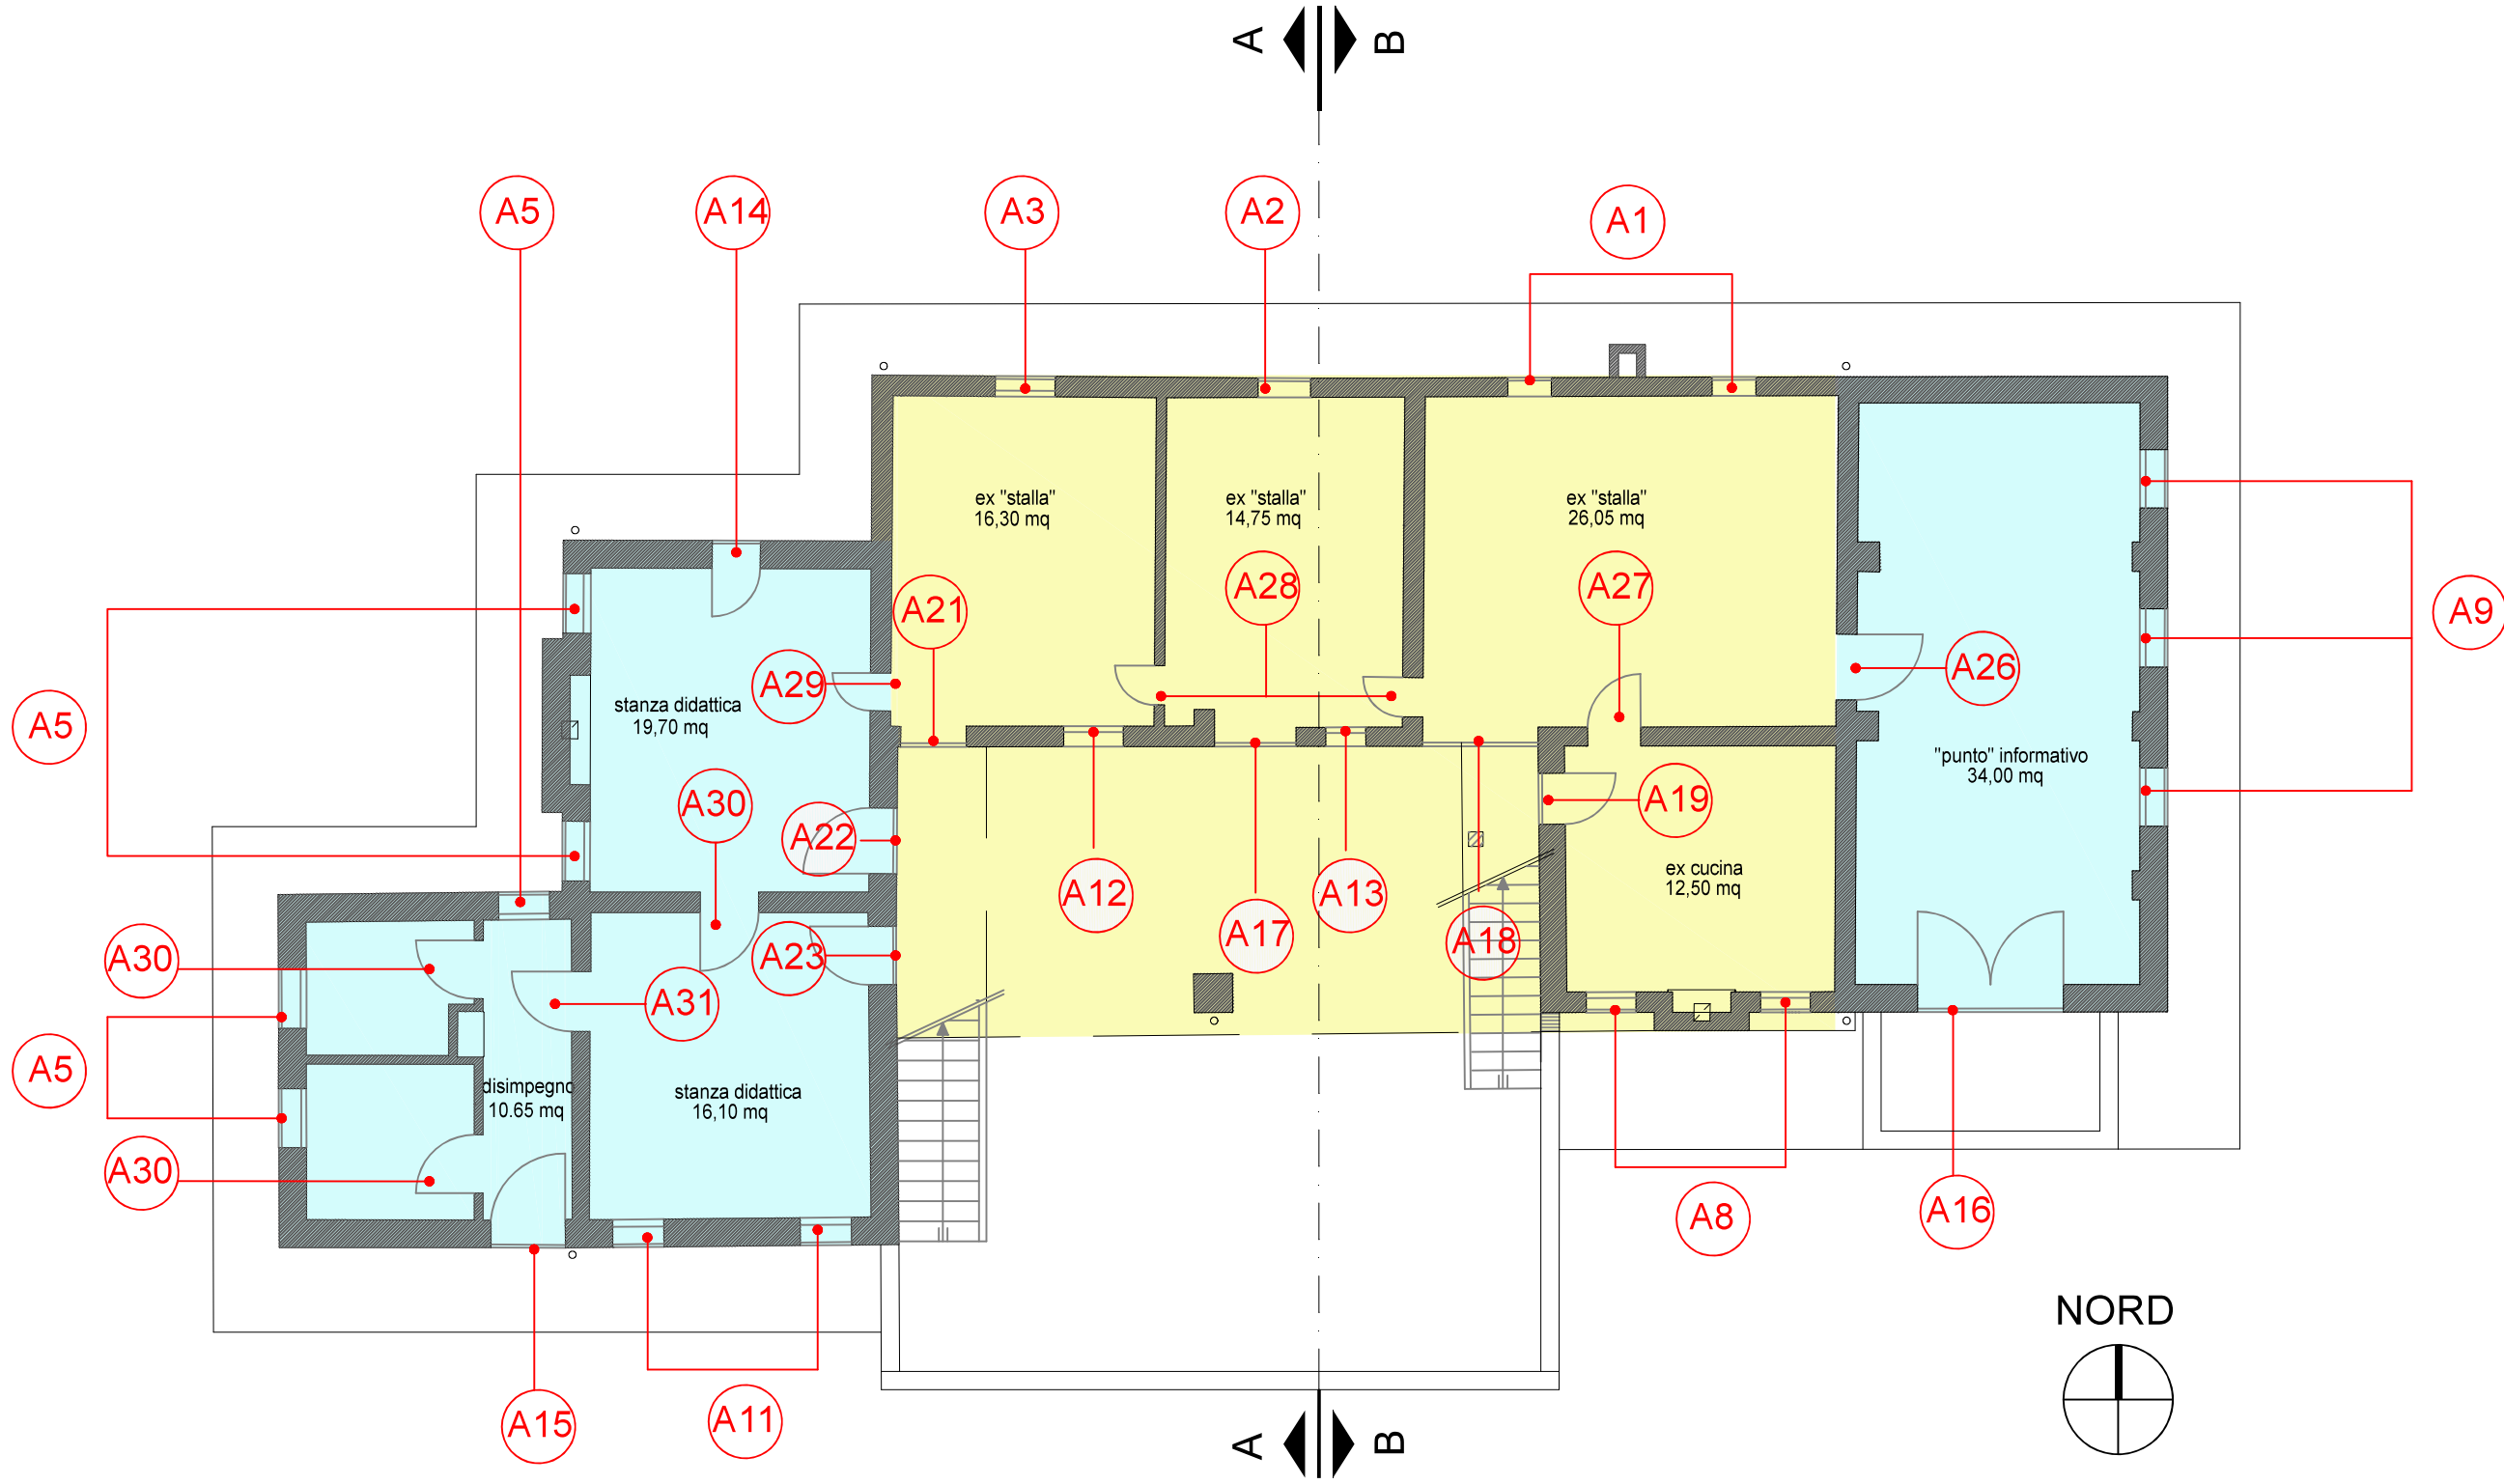 A B
A5
A14
A3
A2
A1
ex "stalla"
16,30 mq
ex "stalla"
14,75 mq
ex "stalla"
26,05 mq
A21
A28
A27
A9
A29
A26
stanza didattica
19,70 mq
A5
"punto" informativo
34,00 mq
A30
A22
A19
ex cucina
12,50 mq
A12
A13
A17
A18
A23
A30
A31
A5
disimpegno
10.65 mq
stanza didattica
16,10 mq
A30
A8
A16
NORD
A15
A11
A B